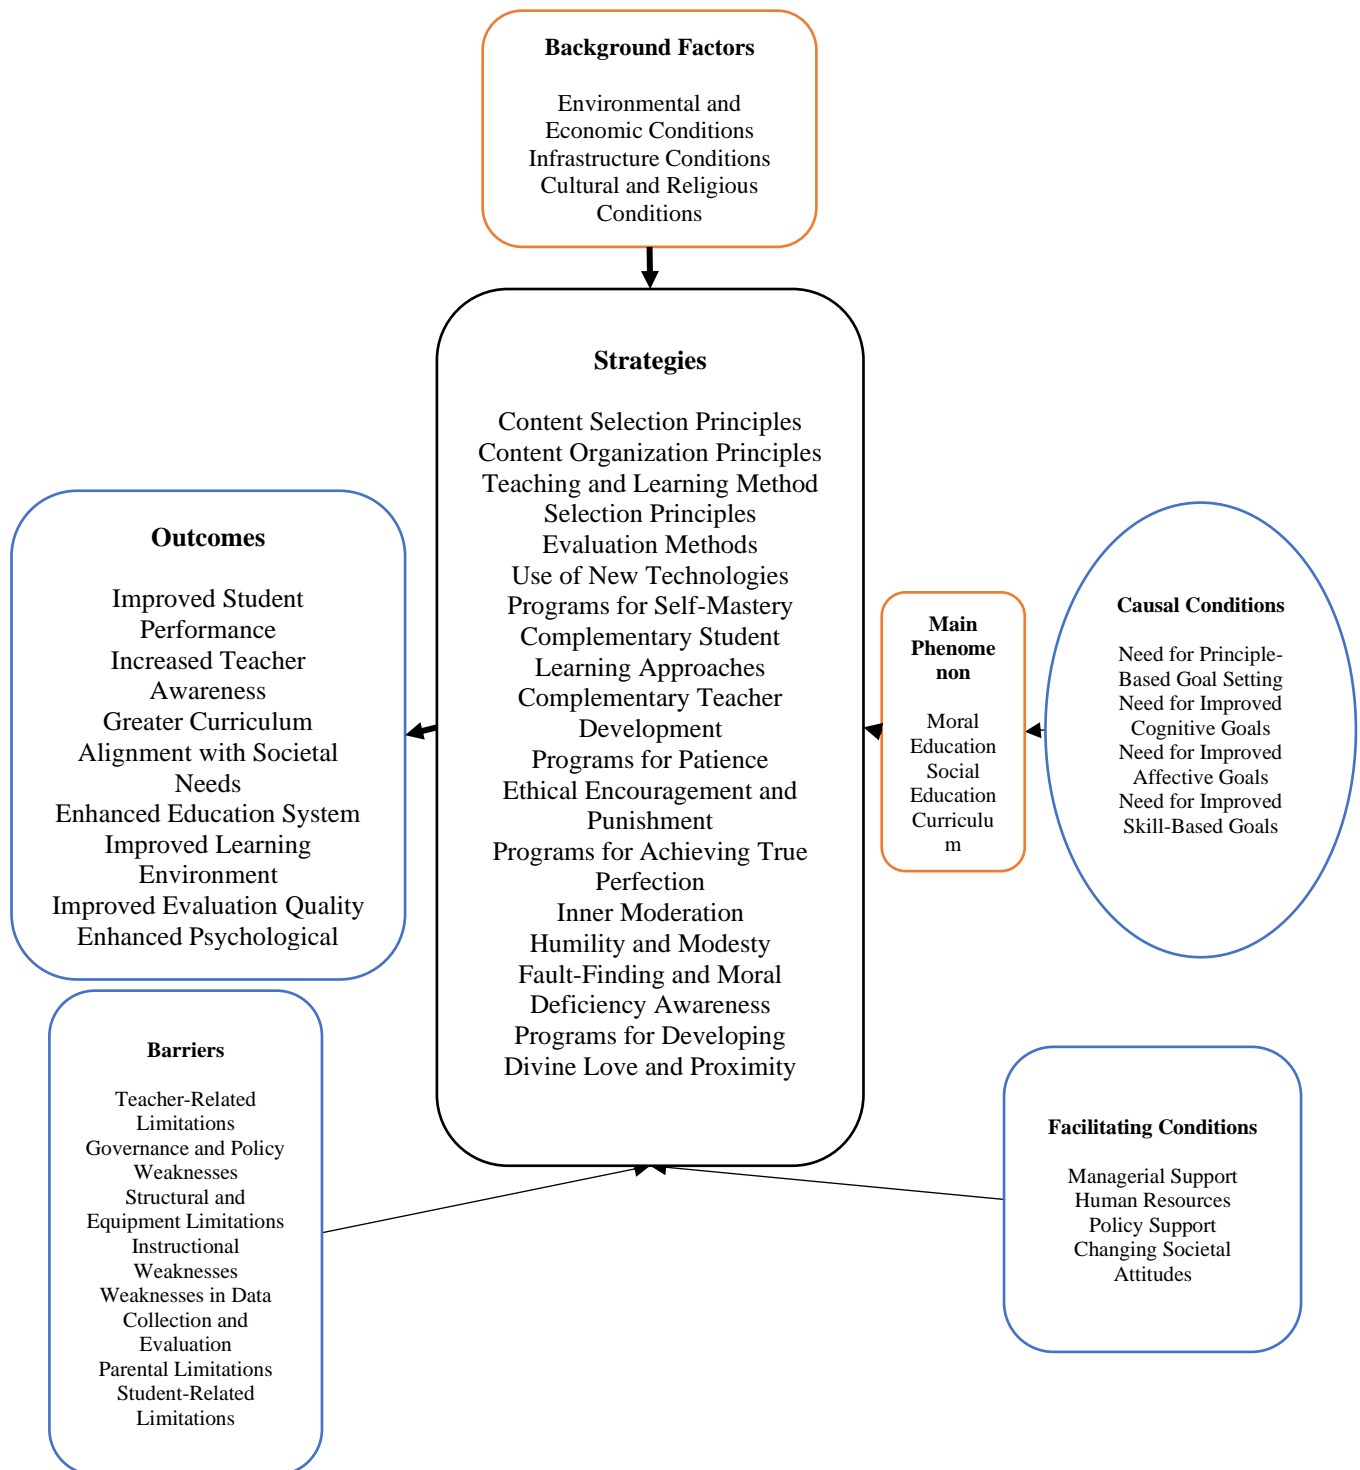 Background Factors
Environmental and
Economic Conditions
Infrastructure Conditions
Cultural and Religious
Conditions
Strategies
Content Selection Principles
Content Organization Principles
Teaching and Learning Method
Selection Principles
Evaluation Methods
Use of New Technologies
Programs for Self-Mastery
Complementary Student
Learning Approaches
Complementary Teacher
Development
Programs for Patience
Ethical Encouragement and
Punishment
Programs for Achieving True
Perfection
Inner Moderation
Humility and Modesty
Fault-Finding and Moral
Deficiency Awareness
Programs for Developing
Divine Love and Proximity
Outcomes
Improved Student
Performance
Increased Teacher
Awareness
Greater Curriculum
Alignment with Societal
Needs
Enhanced Education System
Improved Learning
Environment
Improved Evaluation Quality
Enhanced Psychological
Main
Phenome
non
Moral
Education
Social
Education
Curriculu
m
Causal Conditions
Need for Principle-
Based Goal Setting
Need for Improved
Cognitive Goals
Need for Improved
Affective Goals
Need for Improved
Skill-Based Goals
Barriers
Teacher-Related
Limitations
Governance and Policy
Weaknesses
Structural and
Equipment Limitations
Instructional
Weaknesses
Weaknesses in Data
Collection and
Evaluation
Parental Limitations
Student-Related
Limitations
Facilitating Conditions
Managerial Support
Human Resources
Policy Support
Changing Societal
Attitudes